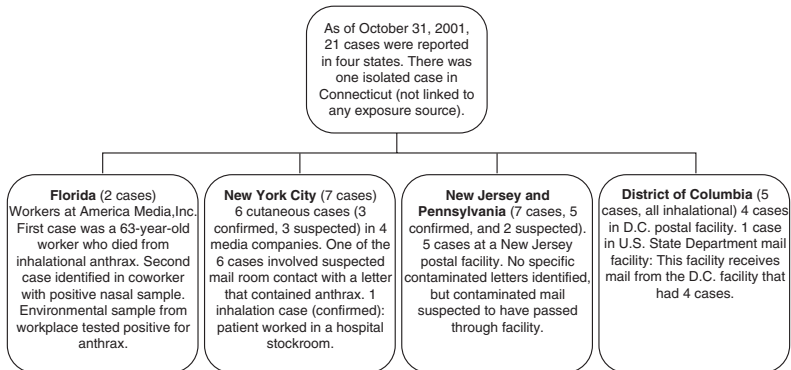 As of October 31, 2001,
21 cases were reported
in four states. There was
one isolated case in
Connecticut (not linked to
any exposure source).
Florida (2 cases)
Workers at America Media,Inc.
First case was a 63-year-old
worker who died from
inhalational anthrax. Second
case identified in coworker
with positive nasal sample.
Environmental sample from
workplace tested positive for
anthrax.
New York City (7 cases)
6 cutaneous cases (3
confirmed, 3 suspected) in 4
media companies. One of the
6 cases involved suspected
mail room contact with a letter
that contained anthrax. 1
inhalation case (confirmed):
patient worked in a hospital
stockroom.
New Jersey and
Pennsylvania (7 cases, 5
confirmed, and 2 suspected).
5 cases at a New Jersey
postal facility. No specific
contaminated letters identified,
but contaminated mail
suspected to have passed
through facility.
District of Columbia (5
cases, all inhalational) 4 cases
in D.C. postal facility. 1 case
in U.S. State Department mail
facility: This facility receives
mail from the D.C. facility that
had 4 cases.